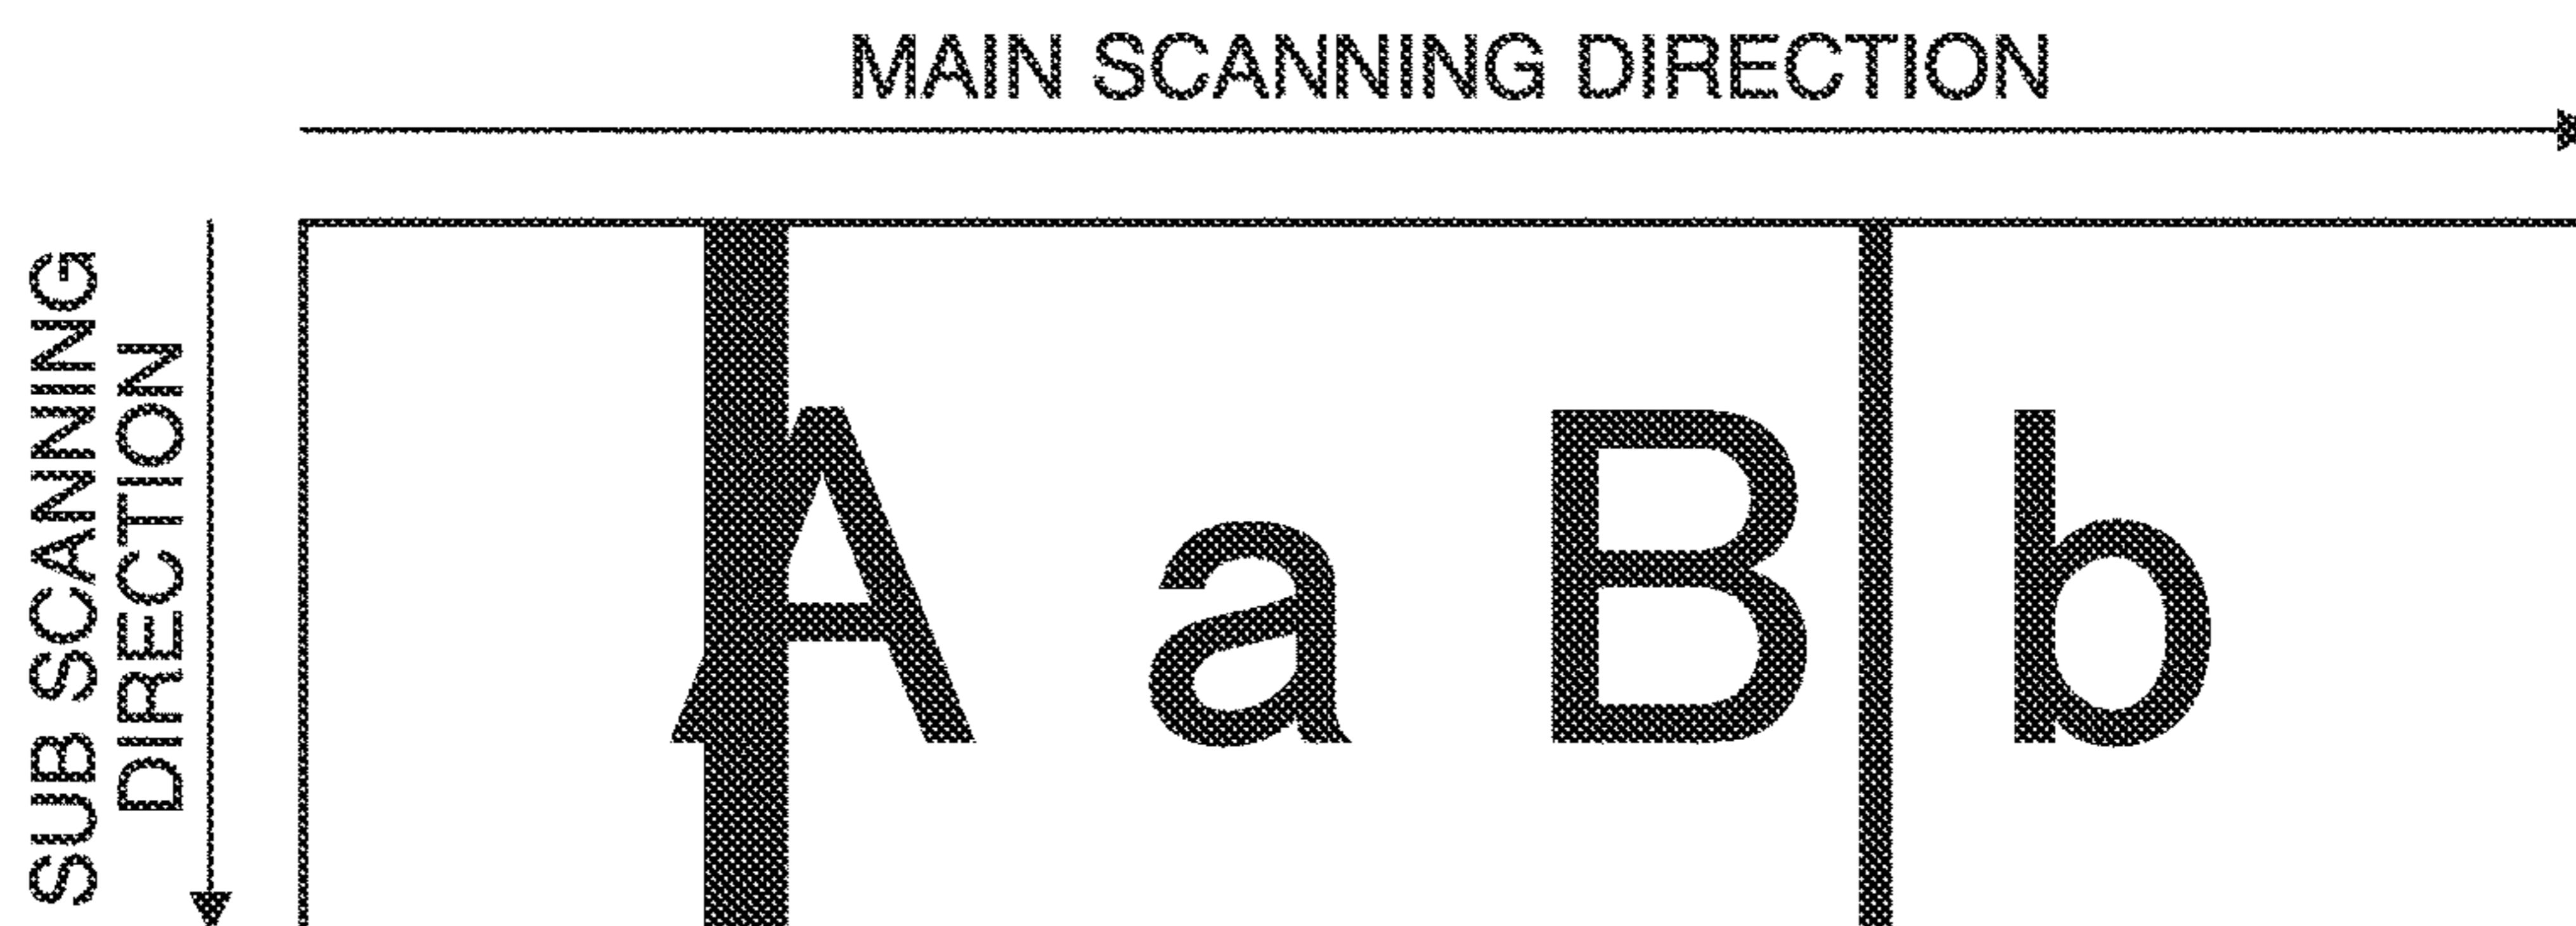 MAIN SCANNING DIRECTION
SUB SCANNING
DIRECTION
A a B b